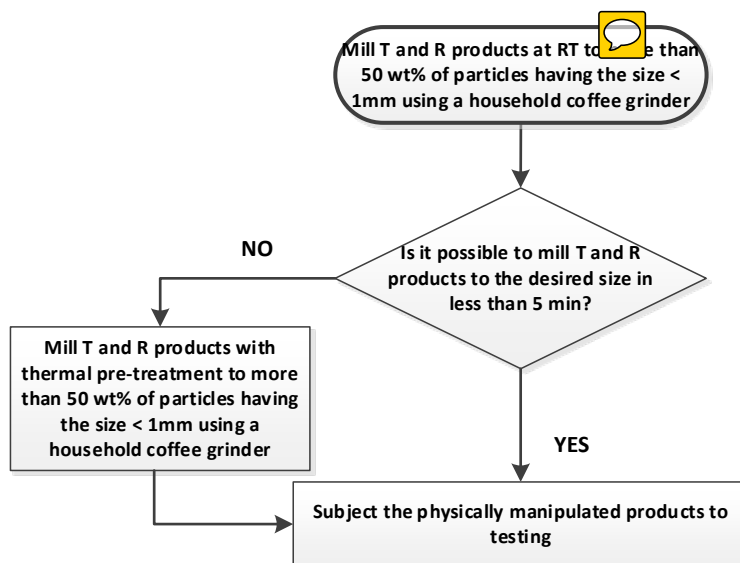 Mill T and R products at RT to more than
50 wt% of particles having the size <
1mm using a household coffee grinder
Is it possible to mill T and R
products to the desired size in
less than 5 min?
NO
Mill T and R products with
thermal pre-treatment to more
than 50 wt% of particles having
the size < 1mm using a
household coffee grinder
YES
Subject the physically manipulated products to
testing